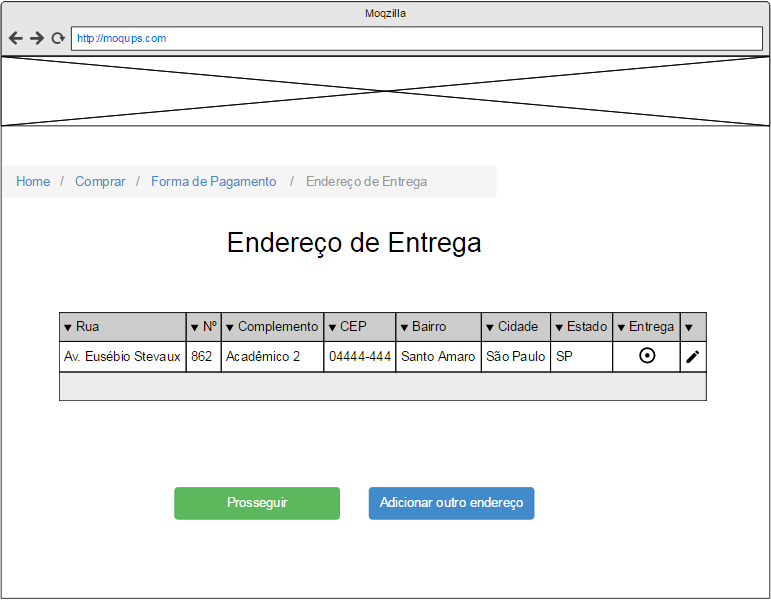 Moqzilla
http://moqups.com
Home / Comprar / Forma de Pagamento / Endereço de Entrega
Endereço de Entrega
Rua Nº Complemento CEP Bairro Cidade Estado Entrega
Av. Eusébio Stevaux 862 Acadêmico 2 04444-444 Santo Amaro São Paulo SP
Prosseguir Adicionar outro endereço